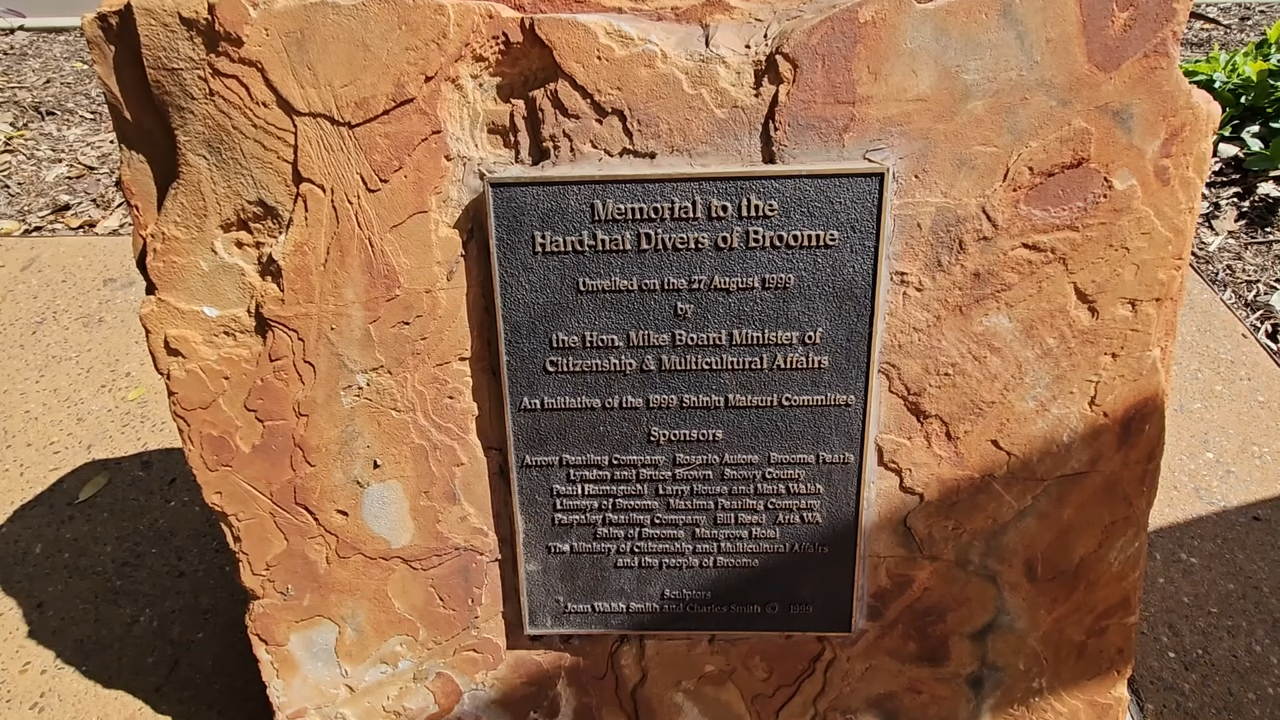 Memorial to the
Hard-hat Divers of Broome
Unveiled on the 27 August 1999
by
the Hon. Mike Board Minister of
Citizenship & Multicultural Affairs
An initiative of the 1999 Shinju Matsuri Committee
Sponsors
Arrow Pearling Company Rosario Autore Broome Pearls
Lyndon and Bruce Brown Snowy County
Pearl Hamaguchi Larry House and Mark Walsh
Linneys of Broome Maxima Pearling Company
Paspaley Pearling Company Bill Reed Arts WA
Shire of Broome Mangrove Hotel
The Ministry of Citizenship and Multicultural Affairs
and the people of Broome
Sculptors
Joan Walsh Smith and Charles Smith © 1999